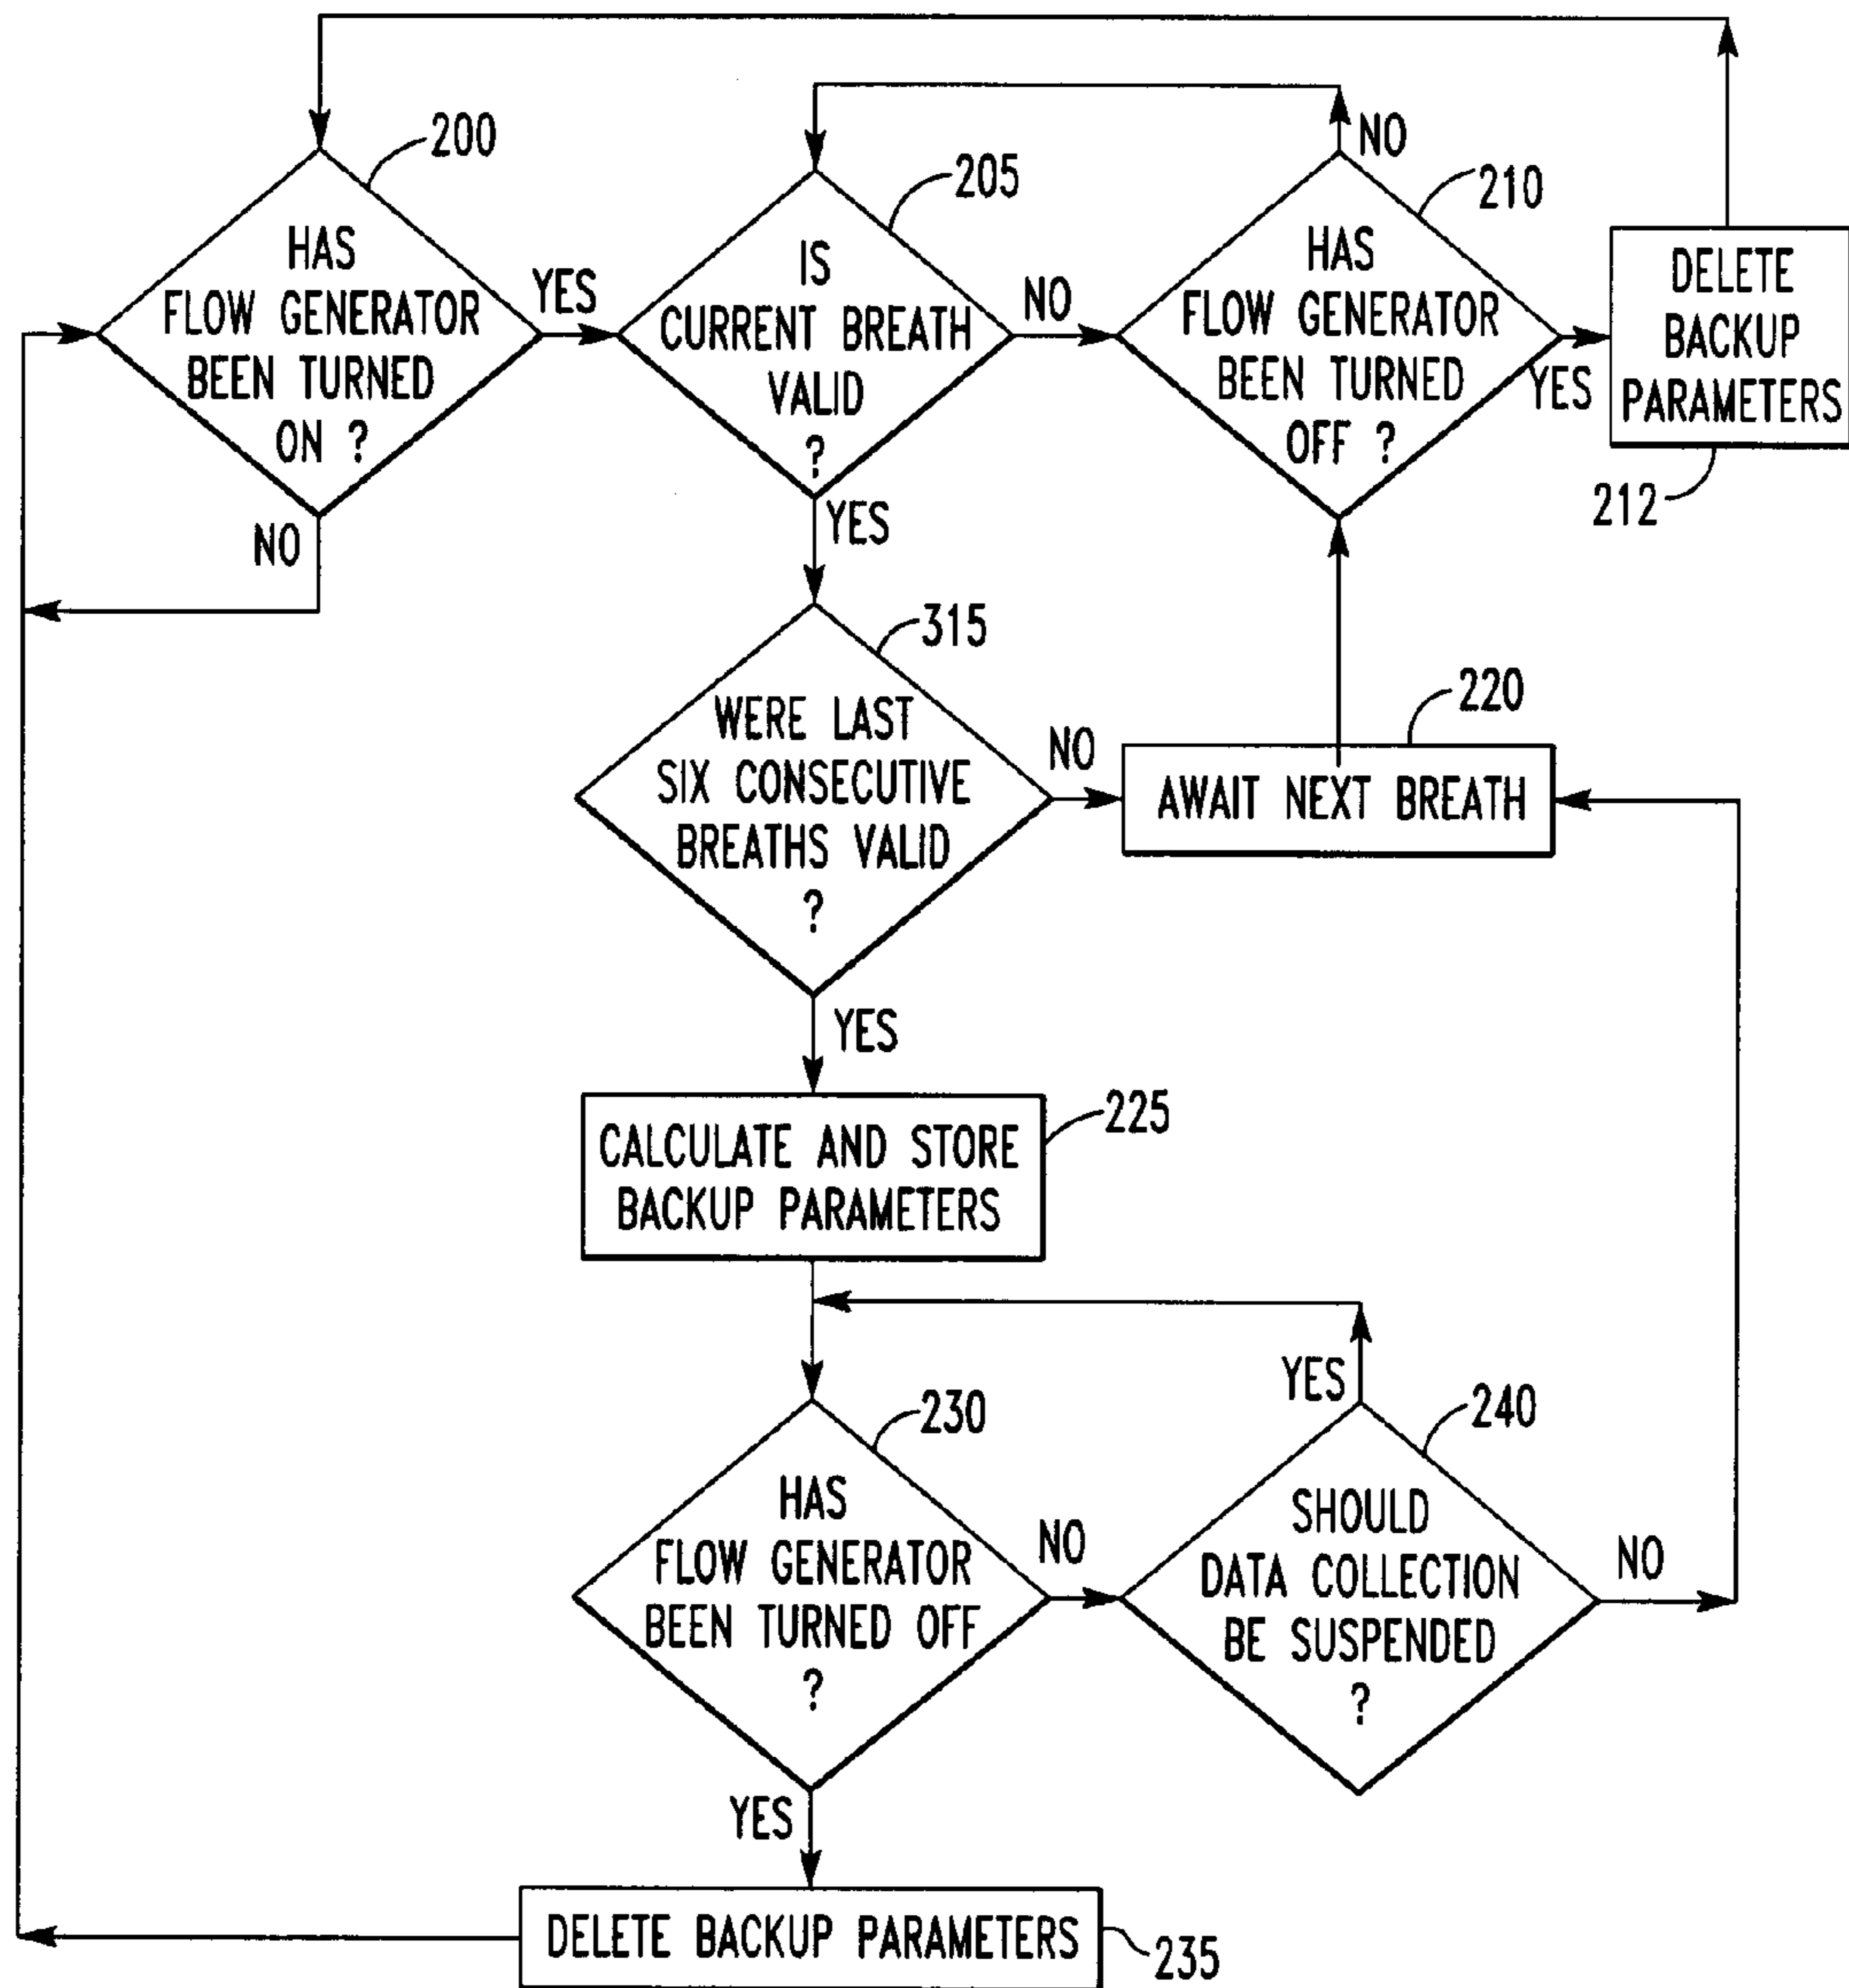 200
HAS
FLOW GENERATOR
BEEN TURNED
ON ?
YES
NO
205
IS
CURRENT BREATH
VALID
?
NO
YES
210
HAS
FLOW GENERATOR
BEEN TURNED
OFF ?
NO
YES
DELETE
BACKUP
PARAMETERS
212
315
WERE LAST
SIX CONSECUTIVE
BREATHS VALID
?
NO
YES
220
AWAIT NEXT BREATH
225
CALCULATE AND STORE
BACKUP PARAMETERS
230
HAS
FLOW GENERATOR
BEEN TURNED OFF
?
NO
YES
240
SHOULD
DATA COLLECTION
BE SUSPENDED
?
YES
NO
DELETE BACKUP PARAMETERS
235